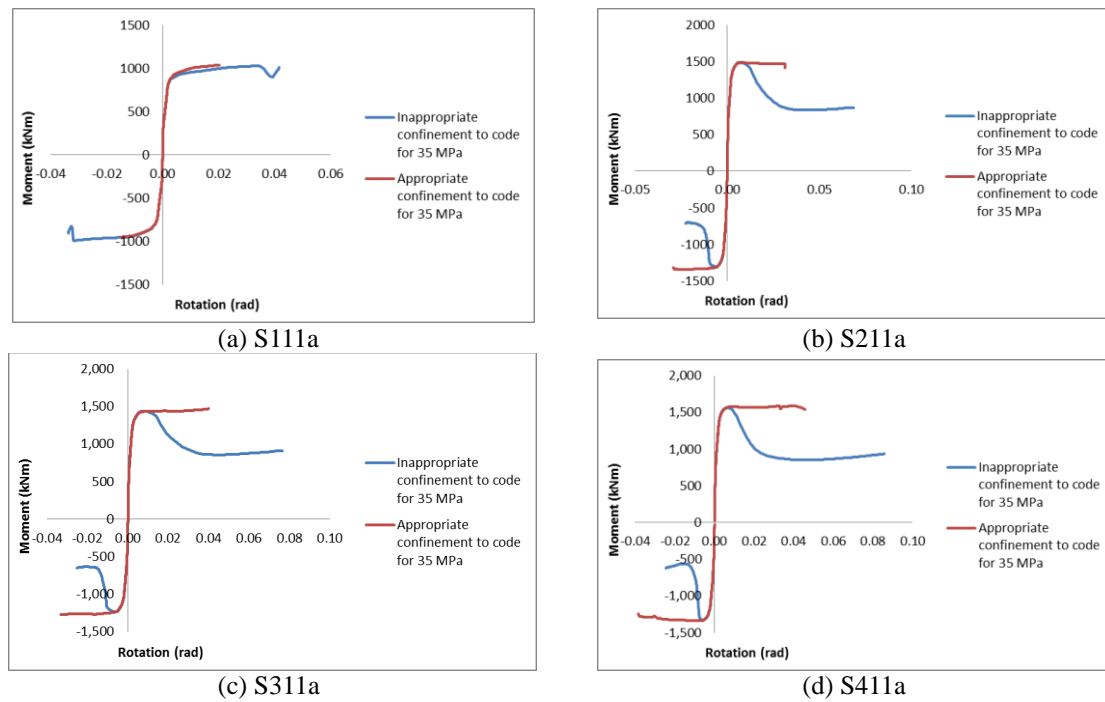 1500
1000
500
0
-500
-1000
-1500
-0.04
-0.02
0.00
0.02
0.04
0.06
Moment (kNm)
Rotation (rad)
Inappropriate
confinement to code
for 35 MPa
Appropriate
confinement to code
for 35 MPa
(a) S111a
2000
1500
1000
500
0
-500
-1000
-1500
-0.05
0.00
0.05
0.10
Moment (kNm)
Rotation (rad)
Inappropriate
confinement to code
for 35 MPa
Appropriate
confinement to code
for 35 MPa
(b) S211a
2,000
1,500
1,000
500
0
-500
-1,000
-1,500
-0.04
-0.02
0.00
0.02
0.04
0.06
0.08
0.10
Moment (kNm)
Rotation (rad)
Inappropriate
confinement to code
for 35 MPa
Appropriate
confinement to code
for 35 MPa
(c) S311a
2,000
1,500
1,000
500
0
-500
-1,000
-1,500
-0.04
-0.02
0.00
0.02
0.04
0.06
0.08
0.10
Moment (kNm)
Rotation (rad)
Inappropriate
confinement to code
for 35 MPa
Appropriate
confinement to code
for 35 MPa
(d) S411a